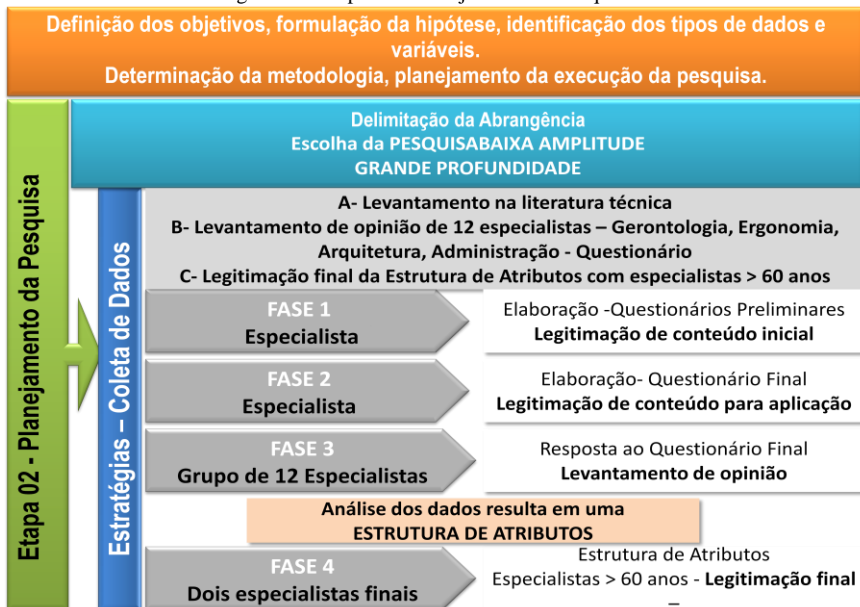 Definição dos objetivos, formulação da hipótese, identificação dos tipos de dados e
variáveis.
Determinação da metodologia, planejamento da execução da pesquisa.
Etapa 02 - Planejamento da Pesquisa
Delimitação da Abrangência
Escolha da PESQUISABAIXA AMPLITUDE
GRANDE PROFUNDIDADE
Estratégias – Coleta de Dados
A- Levantamento na literatura técnica
B- Levantamento de opinião de 12 especialistas – Gerontologia, Ergonomia,
Arquitetura, Administração - Questionário
C- Legitimação final da Estrutura de Atributos com especialistas > 60 anos
FASE 1
Especialista
Elaboração -Questionários Preliminares
Legitimação de conteúdo inicial
FASE 2
Especialista
Elaboração- Questionário Final
Legitimação de conteúdo para aplicação
FASE 3
Grupo de 12 Especialistas
Resposta ao Questionário Final
Levantamento de opinião
Análise dos dados resulta em uma
ESTRUTURA DE ATRIBUTOS
FASE 4
Dois especialistas finais
Estrutura de Atributos
Especialistas > 60 anos - Legitimação final